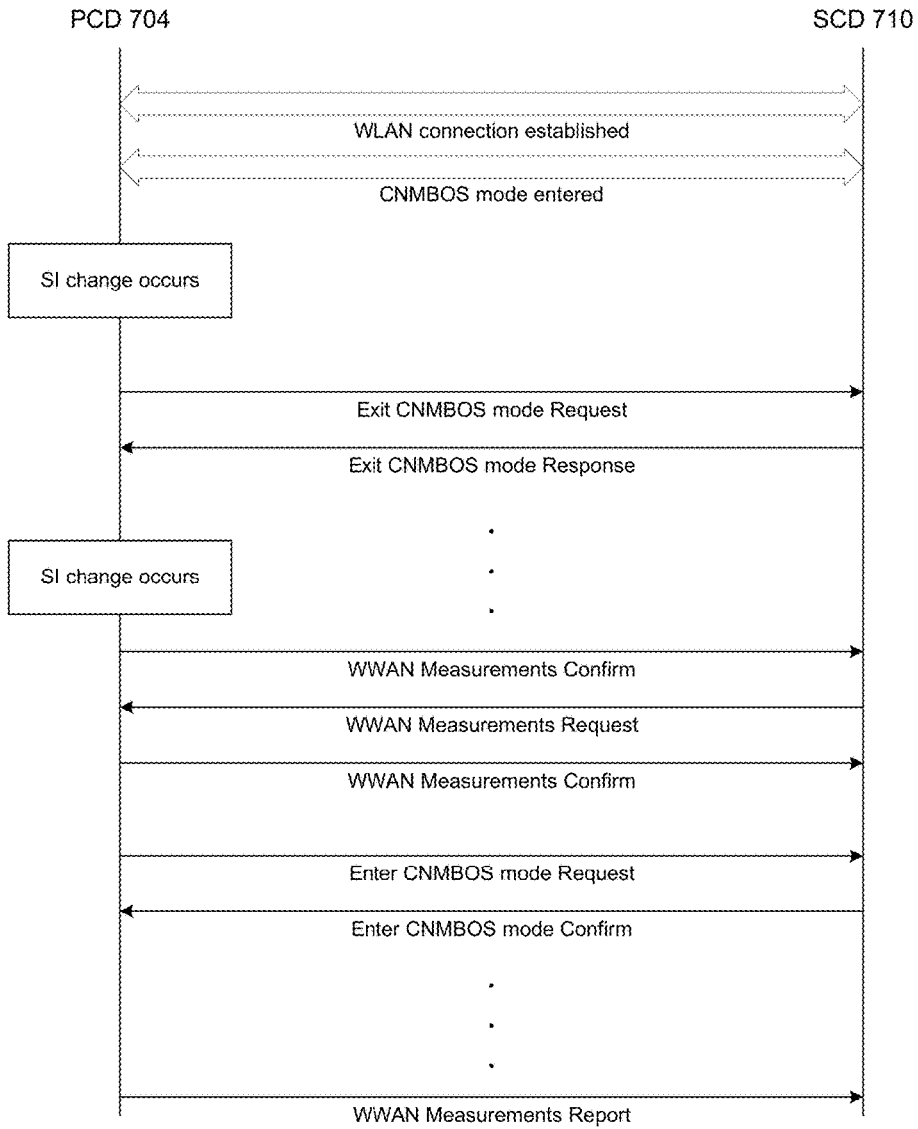 PCD 704
SCD 710
WLAN connection established
CNMBOS mode entered
SI change occurs
Exit CNMBOS mode Request
Exit CNMBOS mode Response
SI change occurs
WWAN Measurements Confirm
WWAN Measurements Request
WWAN Measurements Confirm
Enter CNMBOS mode Request
Enter CNMBOS mode Confirm
WWAN Measurements Report